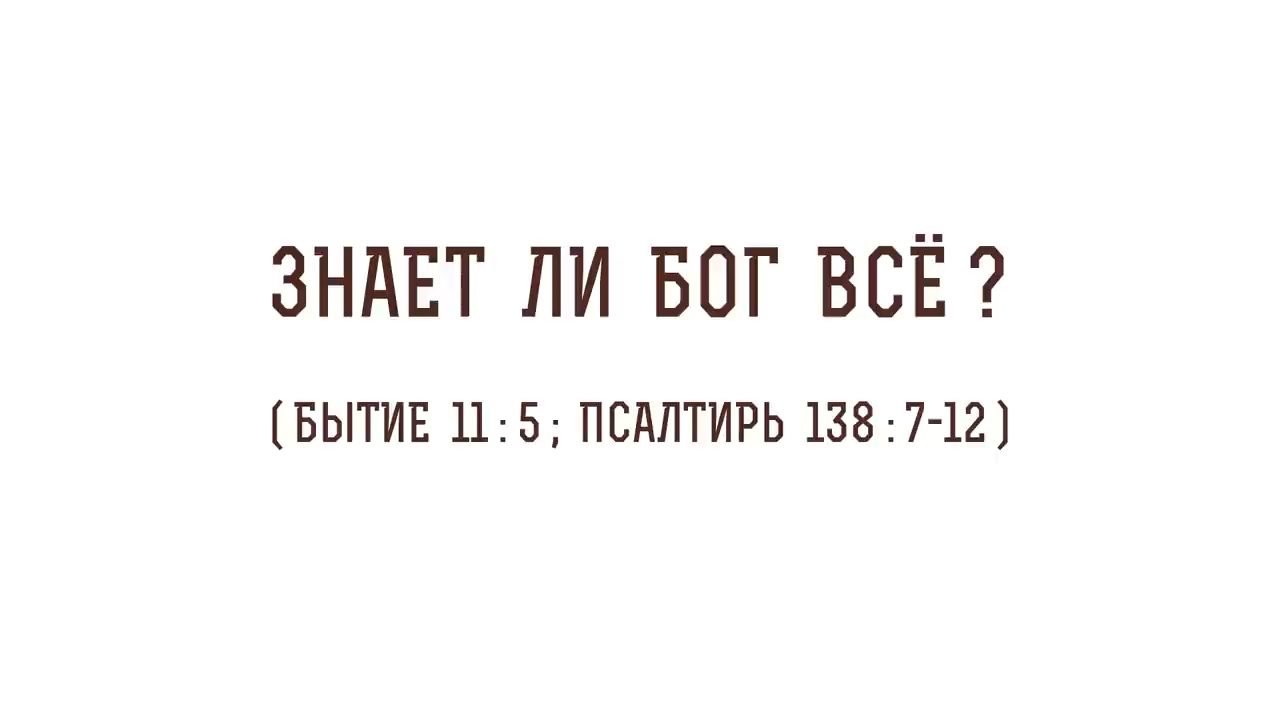 ЗНАЕТ ЛИ БОГ ВСЁ?
(БЫТИЕ 11:5; ПСАЛТИРЬ 138:7-12)